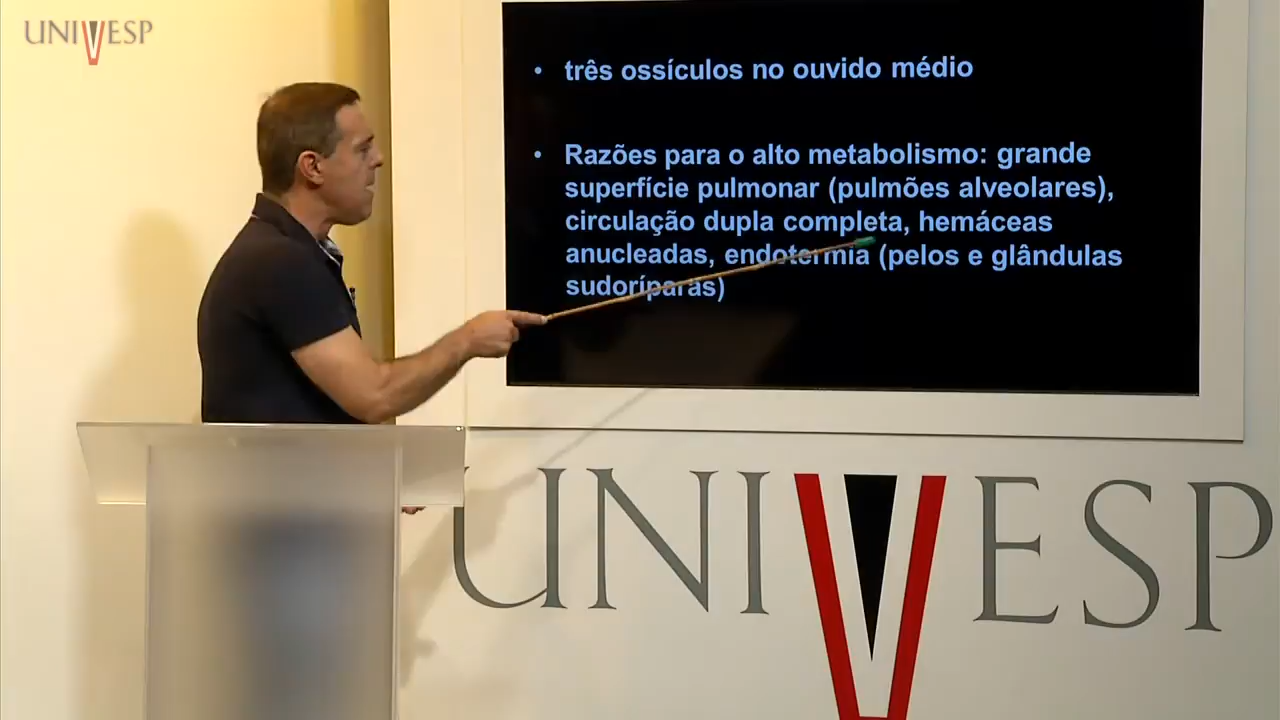 UNIVESP
• três ossículos no ouvido médio
• Razões para o alto metabolismo: grande
superfície pulmonar (pulmões alveolares),
circulação dupla completa, hemáceas
anucleadas, endotermia (pelos e glândulas
sudoríparas)
UNIVESP